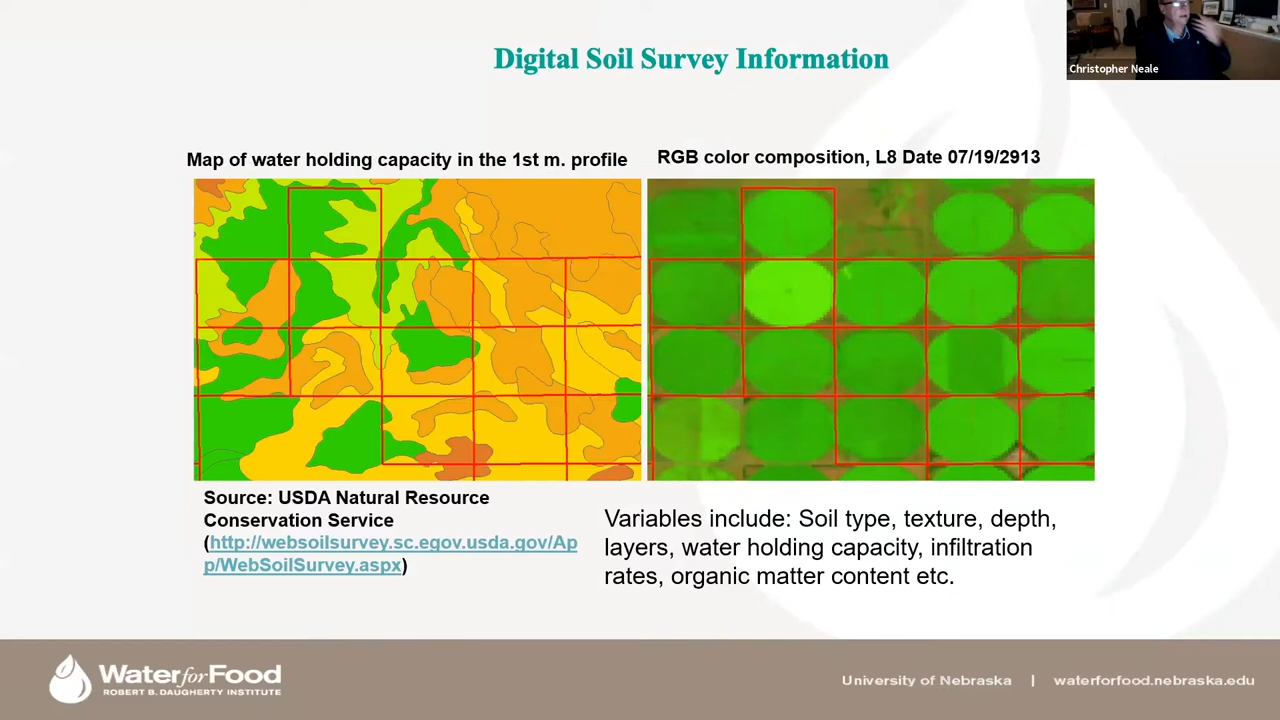 Christopher Neale
Digital Soil Survey Information
Map of water holding capacity in the 1st m. profile
RGB color composition, L8 Date 07/19/2913
Source: USDA Natural Resource
Conservation Service
(http://websoilsurvey.sc.egov.usda.gov/Ap
p/WebSoilSurvey.aspx)
Variables include: Soil type, texture, depth,
layers, water holding capacity, infiltration
rates, organic matter content etc.
Water for Food
ROBERT B. DAUGHERTY INSTITUTE
University of Nebraska | waterforfood.nebraska.edu